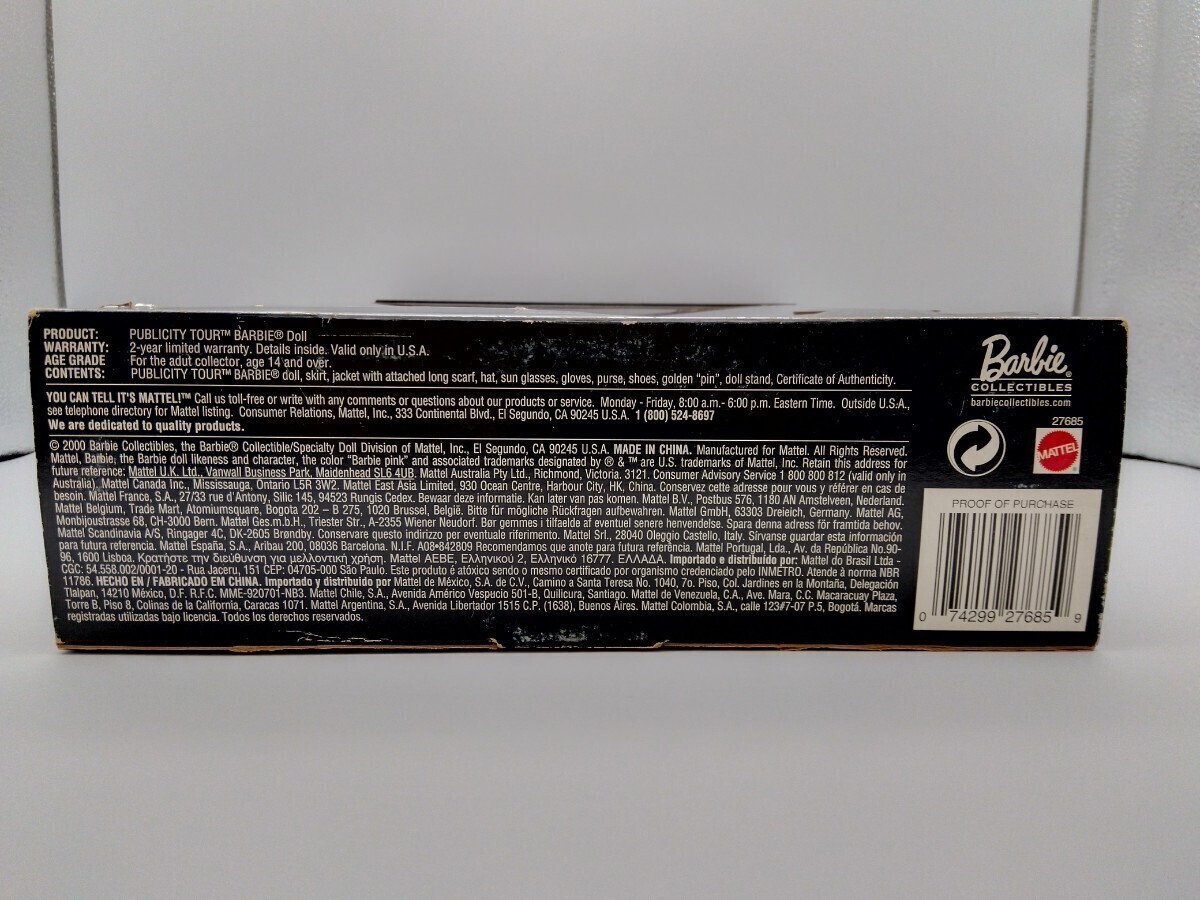 PRODUCT: PUBLICITY TOUR™ BARBIE® Doll
WARRANTY: 2-year limited warranty. Details inside. Valid only in U.S.A.
AGE GRADE For the adut collector, age 14 and over.
CONTENTS: PUBLICITY TOUR™ BARBIE® doll, skirt, jacket with attached long scarf, hat, sun glasses, gloves, purse, shoes, golden "pin", doll stand, Certificate of Authenticity.
YOU CAN TELL IT'S MATTEL!™ Call us toll-free or write with any comments or questions about our products or service. Monday - Friday, 8:00 a.m.- 6:00 p.m. Eastern Time. Outside U.S.A.,
see telephone directory for Mattel listing. Consumer Relations, Mattel, Inc., 333 Continental Blvd., El Segundo, CA 90245 U.S.A. 1 (800) 524-8697
We are dedicated to quality products.
© 2000 Barbie Collectibles, the Barbie® Collectible/Specialty Doll Division of Mattel, Inc., El Segundo, CA 90245 U.S.A. MADE IN CHINA. Manufactured for Mattel. All Rights Reserved.
Mattel, Barbie, the Barbie doll likeness and character, the color "Barbie pink" and associated trademarks designated by ® & ™ are U.S. trademarks of Mattel, Inc. Retain this address for
future reference: Mattel U.K. Ltd., Vanwall Business Park, Maidenhead SL6 4UB. Mattel Australia Pty Ltd., Richmond, Victoria. 3121. Consumer Advisory Service 1 800 800 812 (valid only in
Australia). Mattel Canada Inc., Mississauga, Ontario L5R 3W2. Mattel East Asia Limited, 930 Ocean Centre, Harbour City, HK, China. Conservez cette adresse pour vous y référer en cas de
besoin. Mattel France, S.A., 27/33 rue d'Antony, Silic 145, 94523 Rungis Cedex. Bewaar deze informatie. Kan later van pas komen. Mattel B.V., Postbus 576, 1180 AN Amstelveen, Nederland.
Mattel Belgium, Trade Mart, Atomiumsquare, Bogota 202 – B 275, 1020 Brussel, België. Bitte für mögliche Rückfragen aufbewahren. Mattel GmbH, 63303 Dreieich, Germany. Mattel AG,
Monbijoustrasse 68, CH-3000 Bern. Mattel Ges.m.b.H., Triester Str., A-2355 Wiener Neudorf. Bør gemmes i tilfaelde af eventuel senere henvendelse. Spara denna adress för framtida behov.
Mattel Scandinavia A/S, Ringager 4C, DK-2605 Brøndby. Conservare questo indirizzo per eventuale riferimento. Mattel Srl., 28040 Oleggio Castello, Italy. Sírvanse guardar esta información
para futura referencia. Mattel España, S.A., Aribau 200, 08036 Barcelona. N.I.F. A08-842809 Recomendamos que anote para futura referência. Mattel Portugal, Lda., Av. da República No.90-
96, 1600 Lisboa. Κρατήστε την διεύθυνση για μελλοντική χρήση. Mattel AEBE, Ελληνικού 2, Ελληνικό 16777. ΕΛΛΑΔΑ. Importado e distribuido por: Mattel do Brasil Ltda -
CGC: 54.558.002/0001-20 - Rua Jaceru, 151 CEP: 04705-000 São Paulo. Este produto é atóxico sendo o mesmo certificado por organismo credenciado pelo INMETRO. Atende à norma NBR
11786. HECHO EN / FABRICADO EM CHINA. Importado y distribuido por Mattel de México, S.A. de C.V., Camino a Santa Teresa No. 1040, 7o. Piso, Col. Jardínes en la Montaña, Delegación
Tlalpan, 14210 México, D.F. R.F.C. MME-920701-NB3. Mattel Chile, S.A., Avenida Américo Vespucio 501-B, Quilicura, Santiago. Mattel de Venezuela, C.A., Ave. Mara, C.C. Macaracuay Plaza,
Torre B, Piso 8, Colinas de la California, Caracas 1071. Mattel Argentina, S.A., Avenida Libertador 1515 C.P. (1638), Buenos Aires. Mattel Colombia, S.A., calle 123#7-07 P.5, Bogotá. Marcas
registradas utilizadas bajo licencia. Todos los derechos reservados.
Barbie®
COLLECTIBLES
barbiecollectibles.com
27685
MATTEL
PROOF OF PURCHASE
0 74299 27685 9